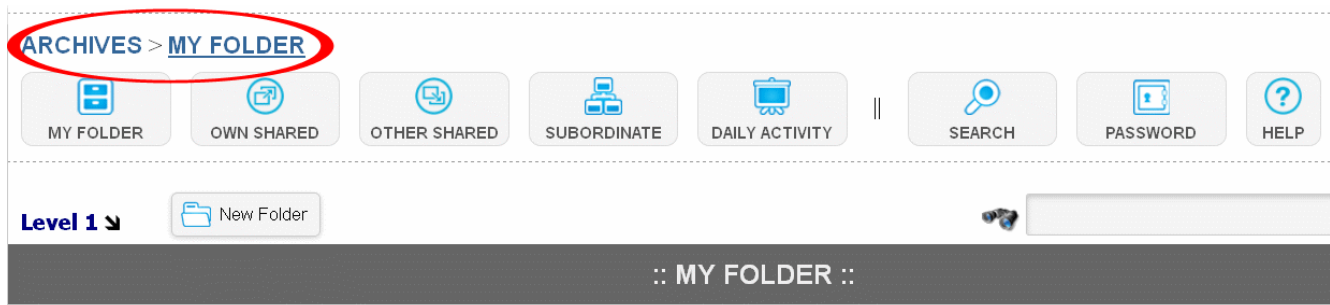 ARCHIVES > MY FOLDER
MY FOLDER OWN SHARED OTHER SHARED SUBORDINATE DAILY ACTIVITY || SEARCH PASSWORD HELP
Level 1 New Folder
:: MY FOLDER ::